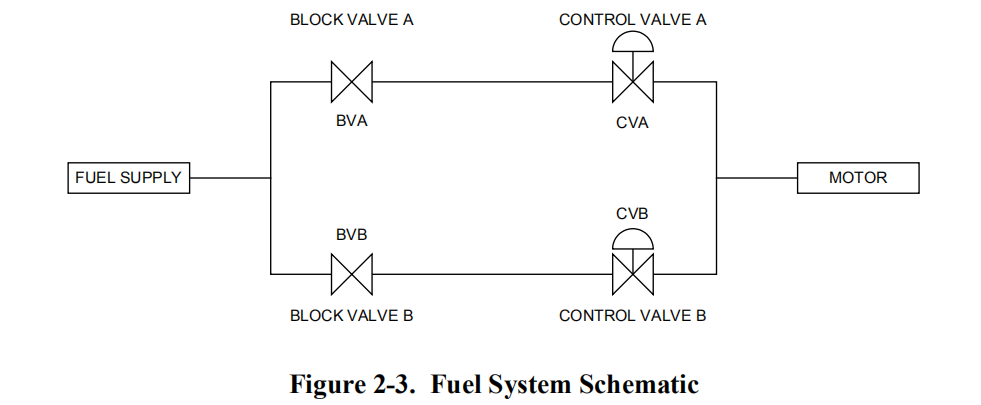 BLOCK VALVE A
CONTROL VALVE A
BVA
CVA
FUEL SUPPLY
MOTOR
BVB
CVB
BLOCK VALVE B
CONTROL VALVE B
Figure 2-3. Fuel System Schematic